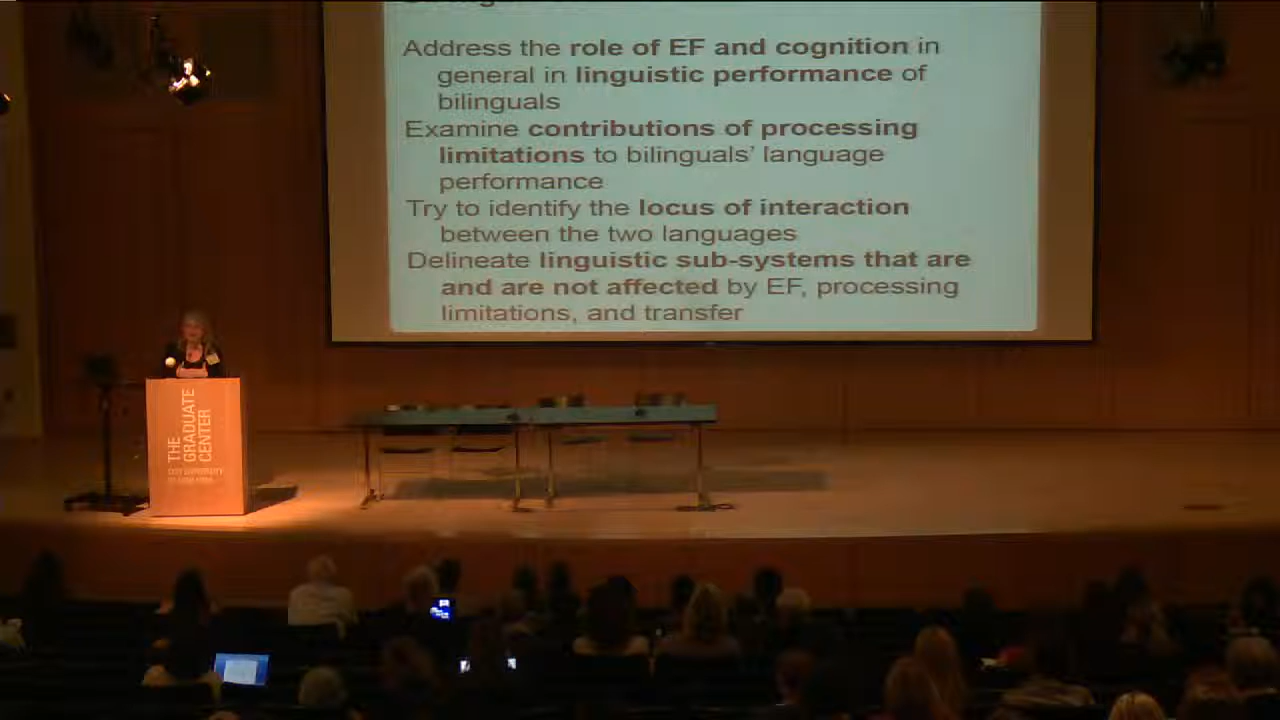 Address the role of EF and cognition in
general in linguistic performance of
bilinguals
Examine contributions of processing
limitations to bilinguals' language
performance
Try to identify the locus of interaction
between the two languages
Delineate linguistic sub-systems that are
and are not affected by EF, processing
limitations, and transfer
THE
GRADUATE
CENTER